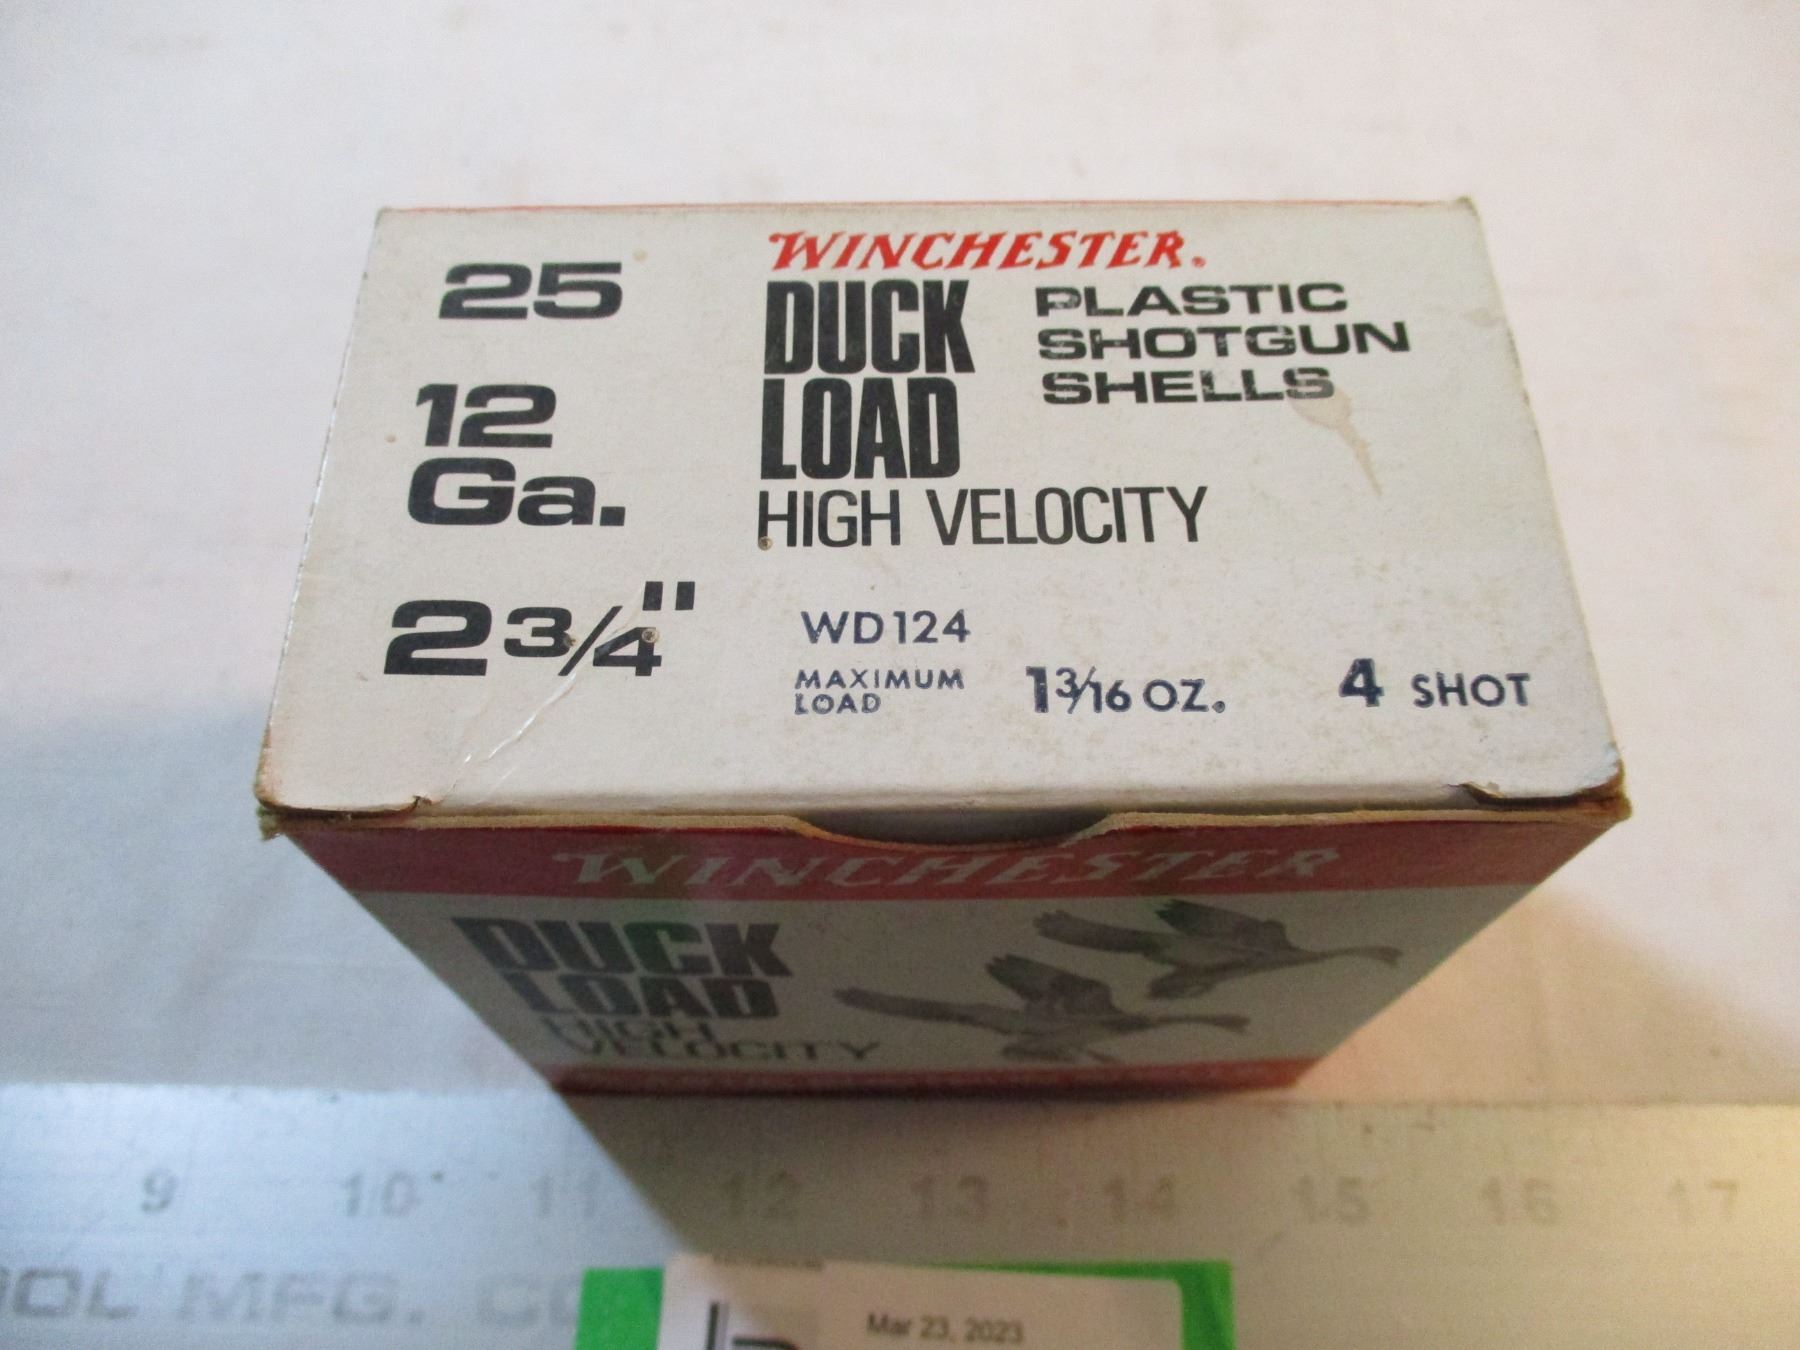 25
12
Ga.
2 3/4"
WINCHESTER.
DUCK
LOAD
HIGH VELOCITY
PLASTIC
SHOTGUN
SHELLS
WD124
MAXIMUM
LOAD
1 3/16 OZ.
4 SHOT
WINCHESTER
DUCK
LOAD
HIGH
VELOCITY
9 10 11 12 13 14 15 16 17
MFG.
Mar 23, 2023